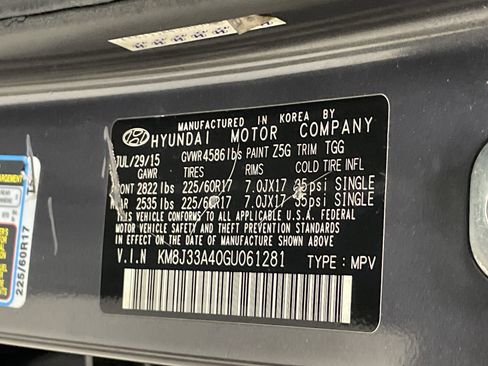 MANUFACTURED IN KOREA BY
HYUNDAI MOTOR COMPANY
JUL/29/15 GVWR 4586lbs PAINT Z5G TRIM TGG
GAWR TIRES RIMS COLD TIRE INFL
FRONT 2822 lbs 225/60R17 7.0JX17 35psi SINGLE
REAR 2535 lbs 225/60R17 7.0JX17 35psi SINGLE
THIS VEHICLE CONFORMS TO ALL APPLICABLE U.S.A. FEDERAL
MOTOR VEHICLE SAFETY AND THEFT PREVENTION STANDARDS
IN EFFECT ON THE DATE OF MANUFACTURE SHOWN ABOVE.
V.I.N KM8J33A40GU061281 TYPE : MPV
225/60R17